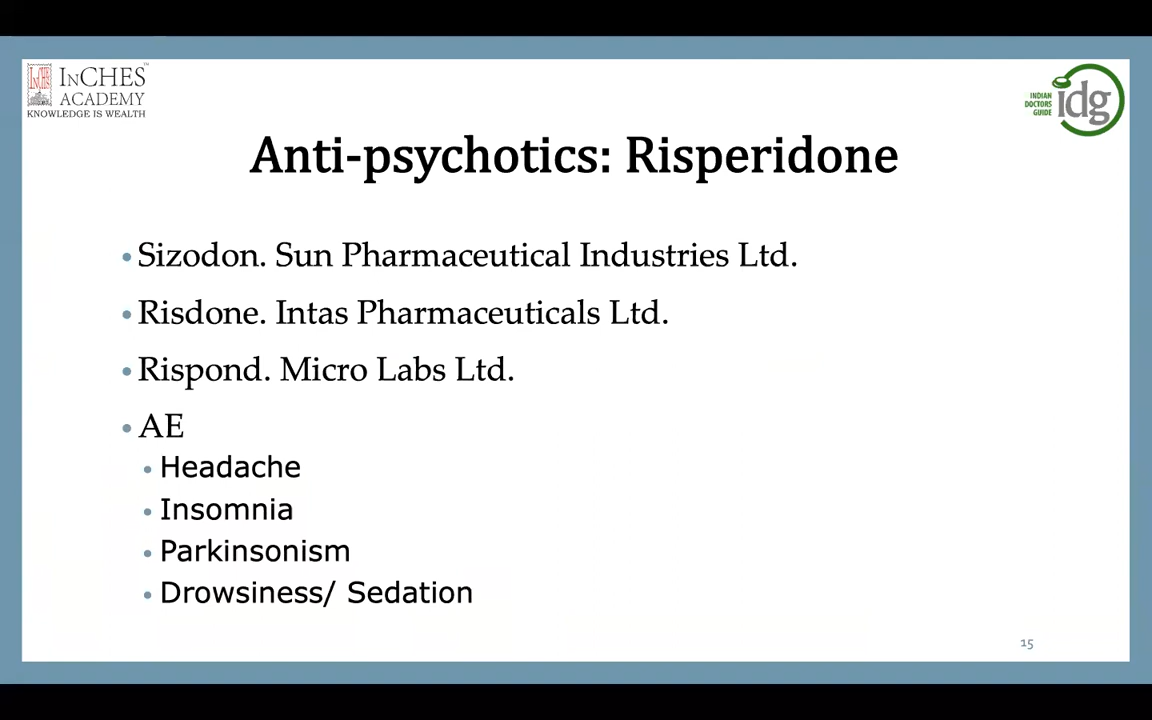 INCHES
ACADEMY
KNOWLEDGE IS WEALTH
INDIAN
DOCTORS
GUIDE
idg
Anti-psychotics: Risperidone
• Sizodon. Sun Pharmaceutical Industries Ltd.
• Risdone. Intas Pharmaceuticals Ltd.
• Rispond. Micro Labs Ltd.
• AE
• Headache
• Insomnia
• Parkinsonism
• Drowsiness/ Sedation
15